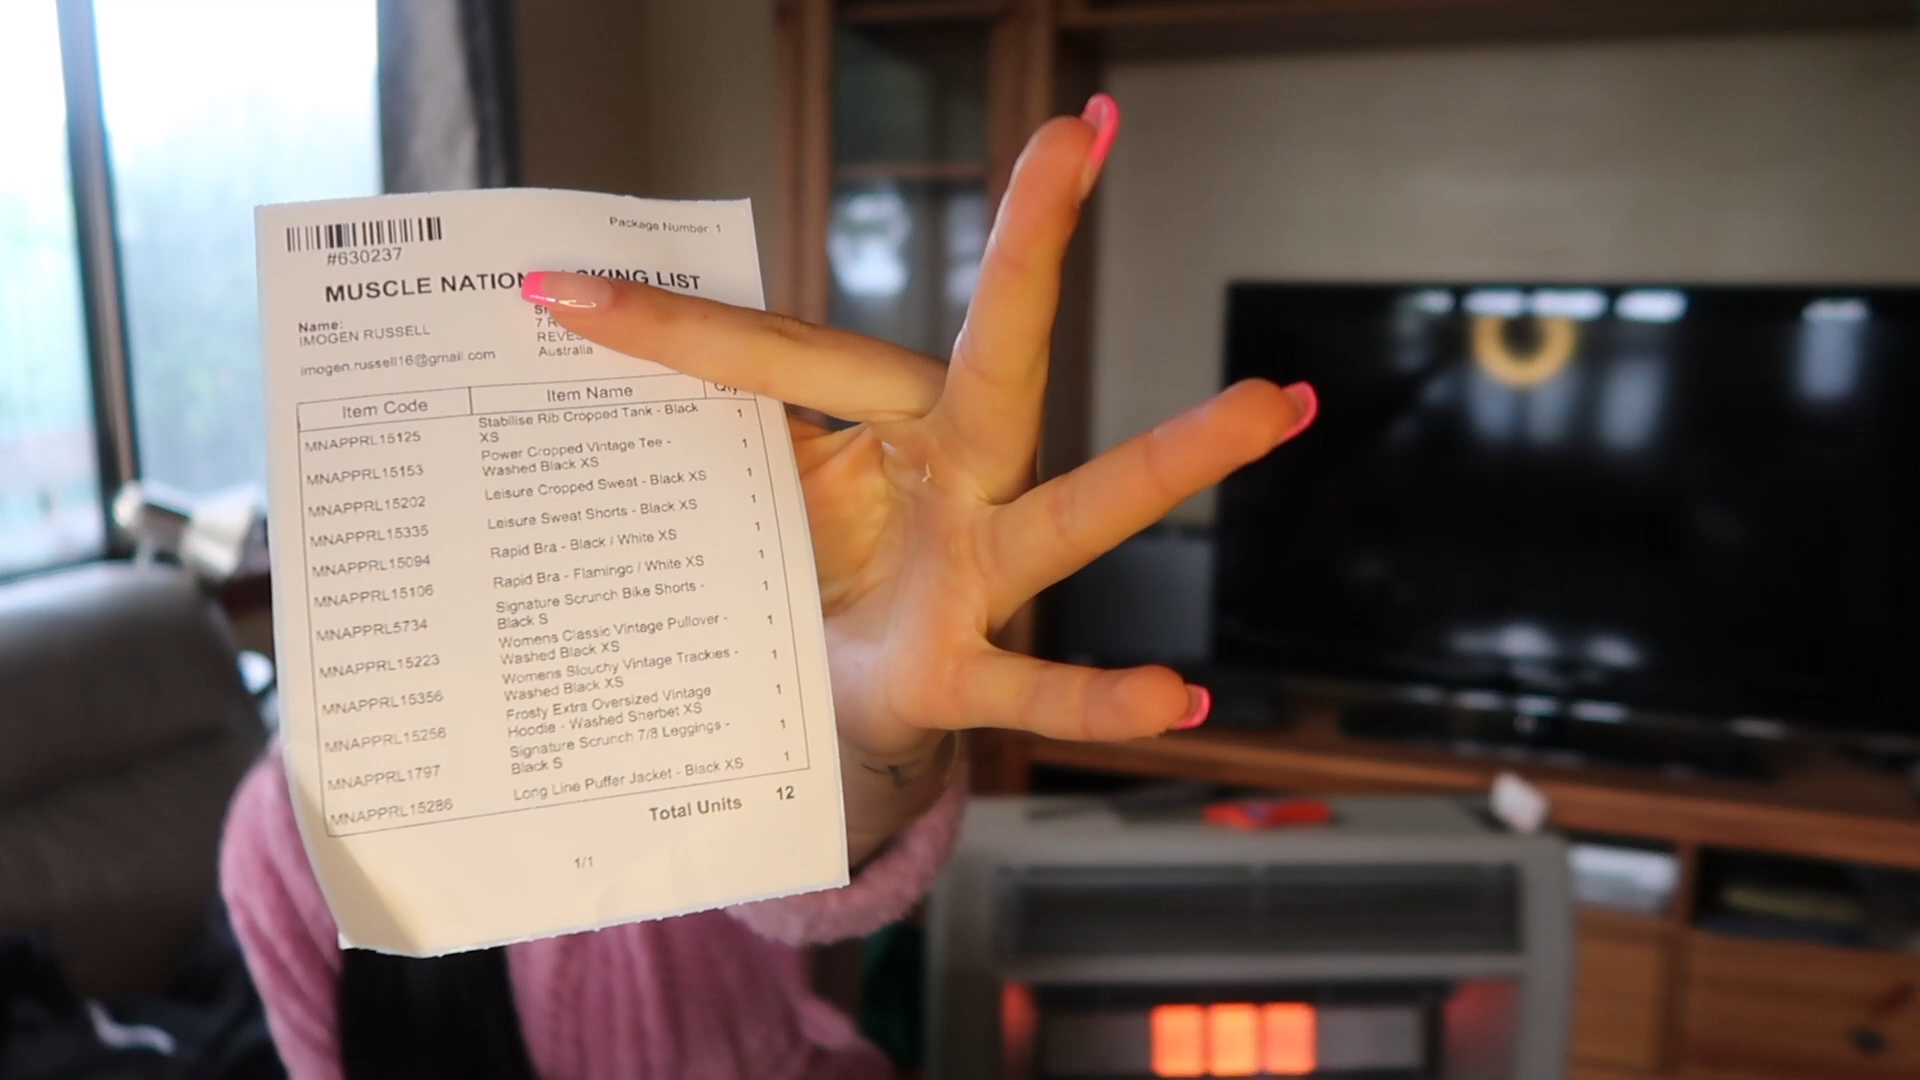 Package Number: 1
#630237
MUSCLE NATION PACKING LIST
Name:
IMOGEN RUSSELL
imogen.russell16@gmail.com
7 R
REVES
Australia
Item Code Item Name Qty
MNAPPRL15125 Stabilise Rib Cropped Tank - Black XS 1
MNAPPRL15153 Power Cropped Vintage Tee - Washed Black XS 1
MNAPPRL15202 Leisure Cropped Sweat - Black XS 1
MNAPPRL15335 Leisure Sweat Shorts - Black XS 1
MNAPPRL15094 Rapid Bra - Black / White XS 1
MNAPPRL15106 Rapid Bra - Flamingo / White XS 1
MNAPPRL5734 Signature Scrunch Bike Shorts - Black S 1
MNAPPRL15223 Womens Classic Vintage Pullover - Washed Black XS 1
MNAPPRL15356 Womens Slouchy Vintage Trackies - Washed Black XS 1
MNAPPRL15256 Frosty Extra Oversized Vintage Hoodie - Washed Sherbet XS 1
MNAPPRL1797 Signature Scrunch 7/8 Leggings - Black S 1
MNAPPRL15286 Long Line Puffer Jacket - Black XS 1
Total Units 12
1/1